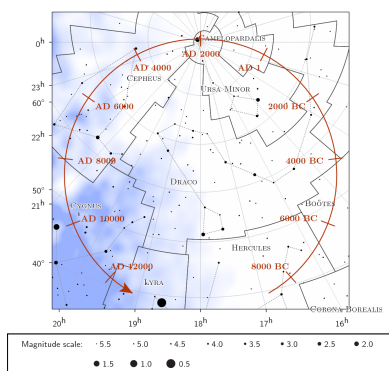 0h
CAMELOPARDALIS
AD 2000
AD 4000
AD 1
CEPHEUS
23h
URSA MINOR
60°
AD 6000
2000 BC
22h
AD 8000
4000 BC
DRACO
50°
21h
CYGNUS
BOÖTES
AD 10000
6000 BC
HERCULES
40°
AD 12000
8000 BC
LYRA
CORONA BOREALIS
20h 19h 18h 17h 16h
Magnitude scale: 5.5 5.0 4.5 4.0 3.5 3.0 2.5 2.0
1.5 1.0 0.5